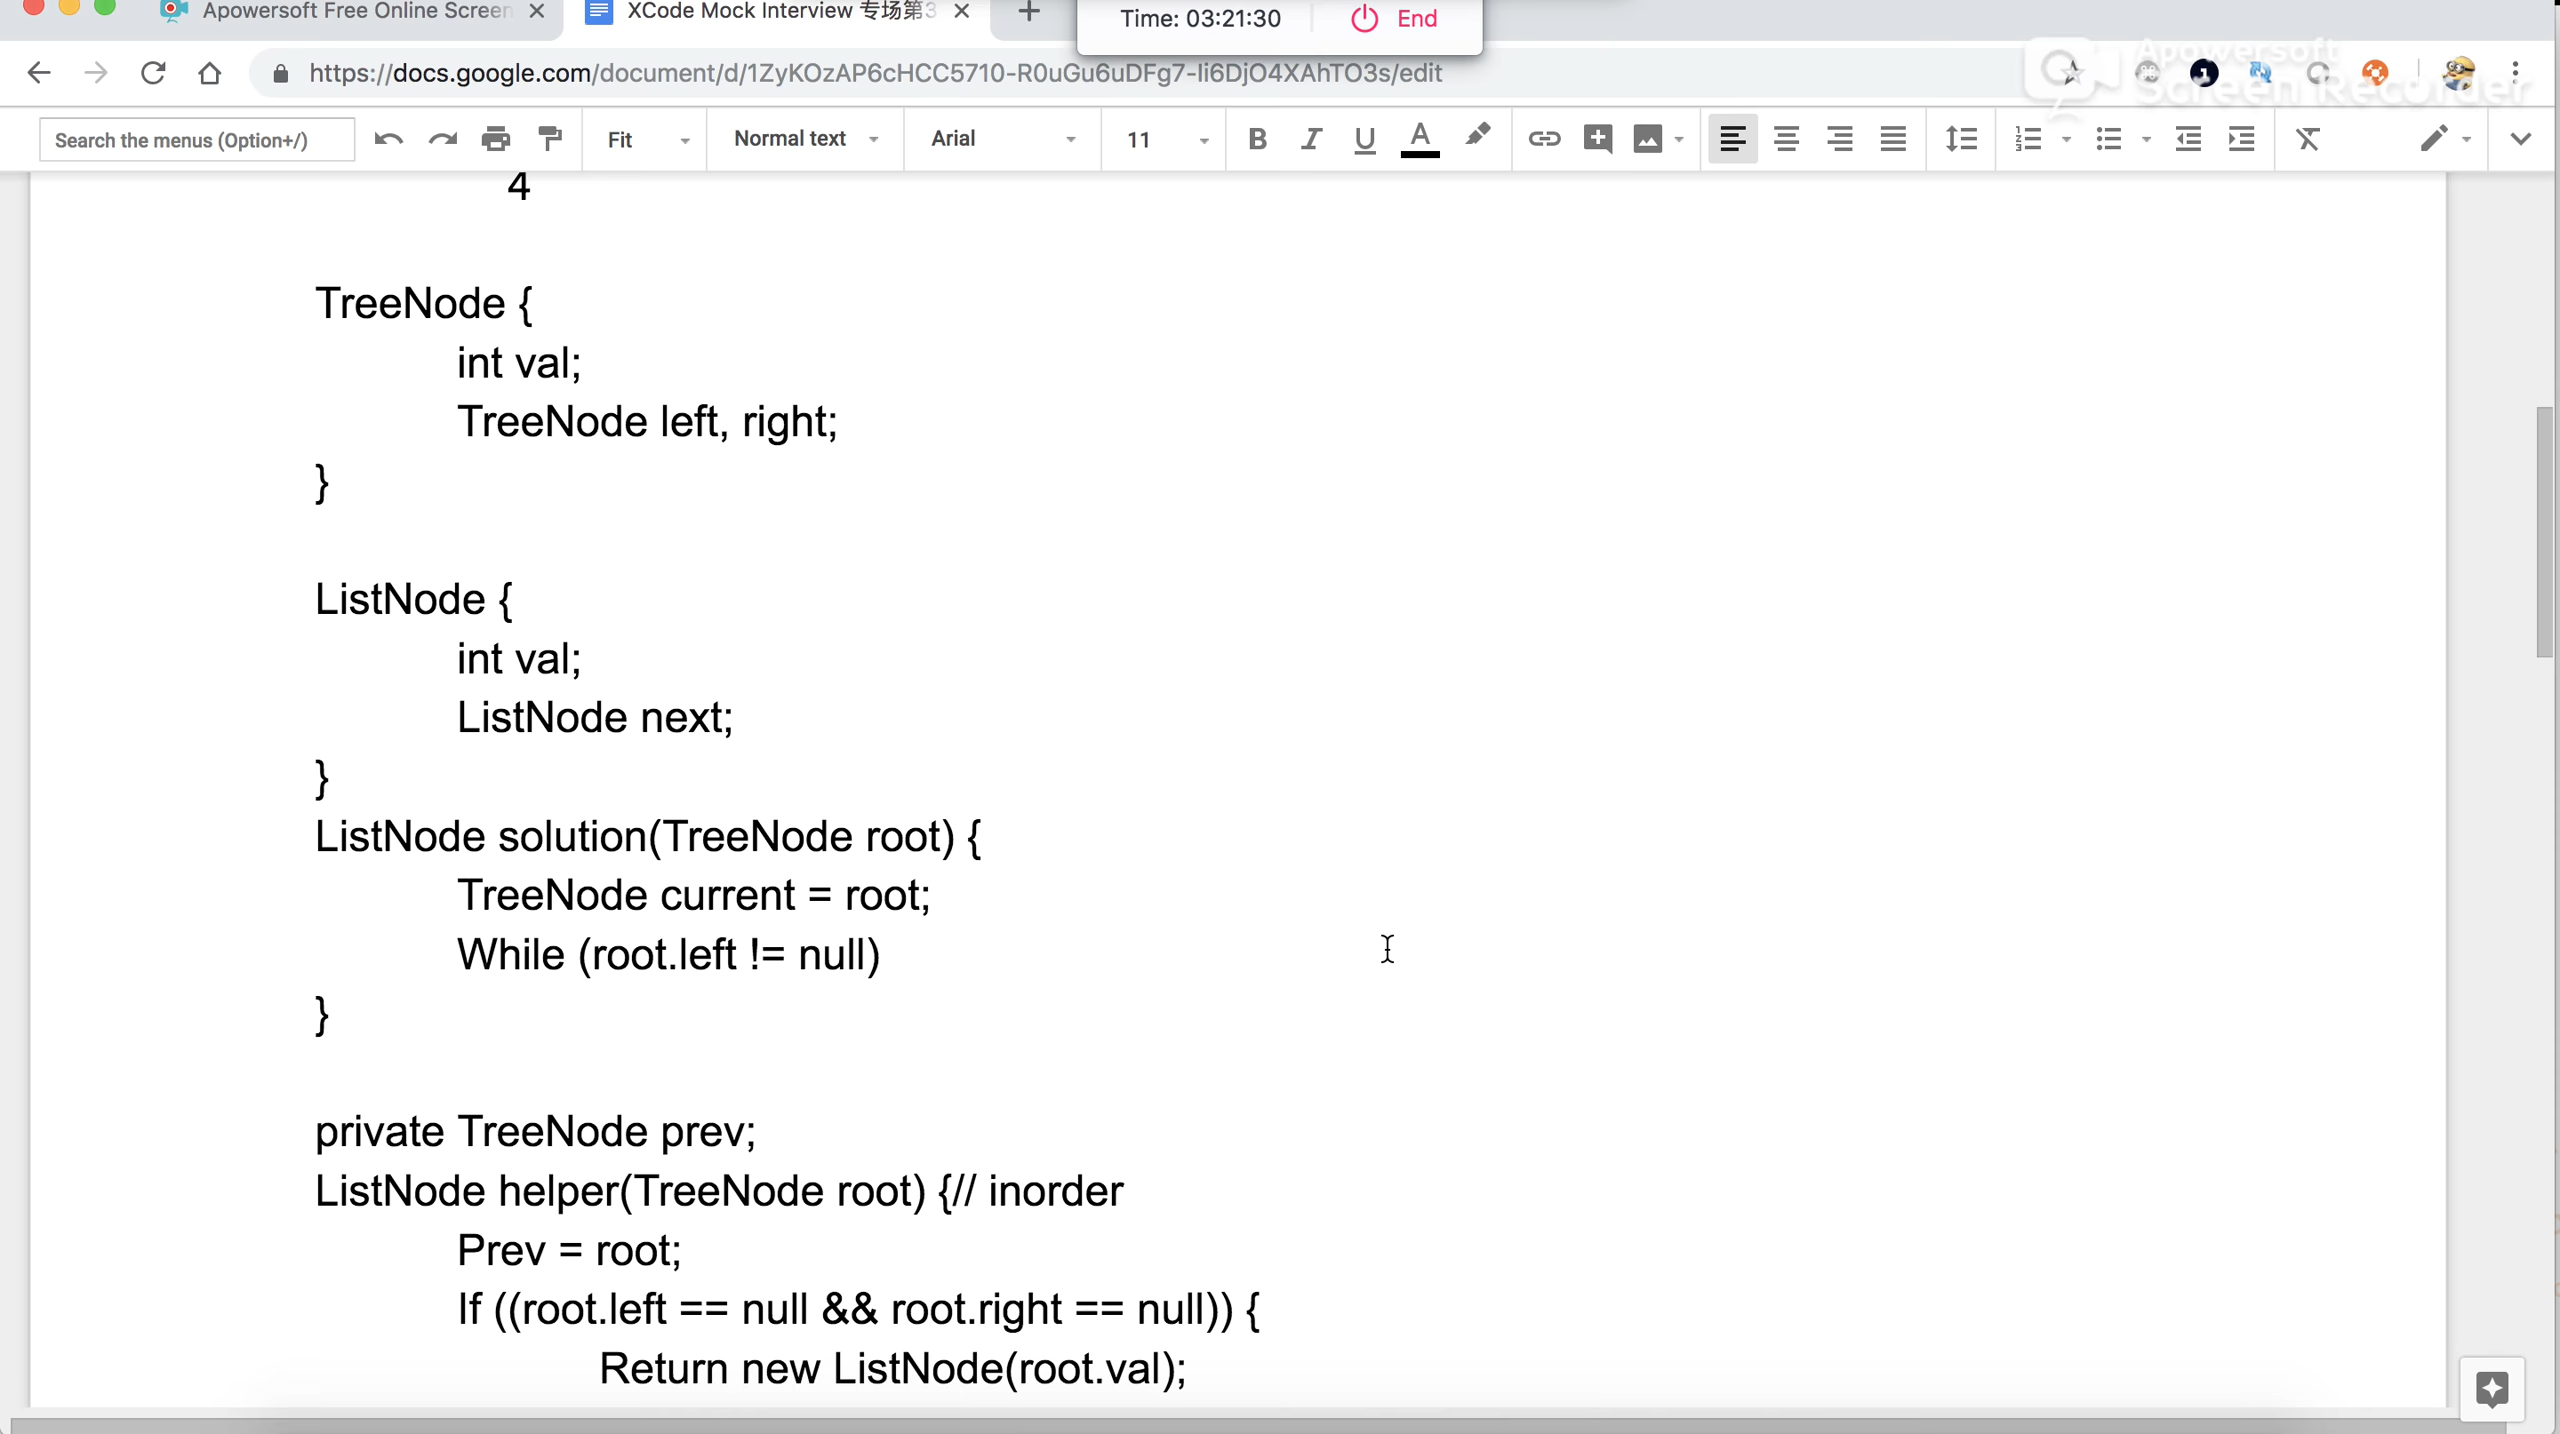 Apowersoft Free Online Screen
XCode Mock Interview 专场第3
Time: 03:21:30 End
https://docs.google.com/document/d/1ZyKOzAP6cHCC5710-R0uGu6uDFg7-li6DjO4XAhTO3s/edit
Apowersoft
Screen Recorder
Search the menus (Option+/) Fit Normal text Arial 11 B I U A
4
TreeNode {
int val;
TreeNode left, right;
}
ListNode {
int val;
ListNode next;
}
ListNode solution(TreeNode root) {
TreeNode current = root;
While (root.left != null)
}
private TreeNode prev;
ListNode helper(TreeNode root) {// inorder
Prev = root;
If ((root.left == null && root.right == null)) {
Return new ListNode(root.val);